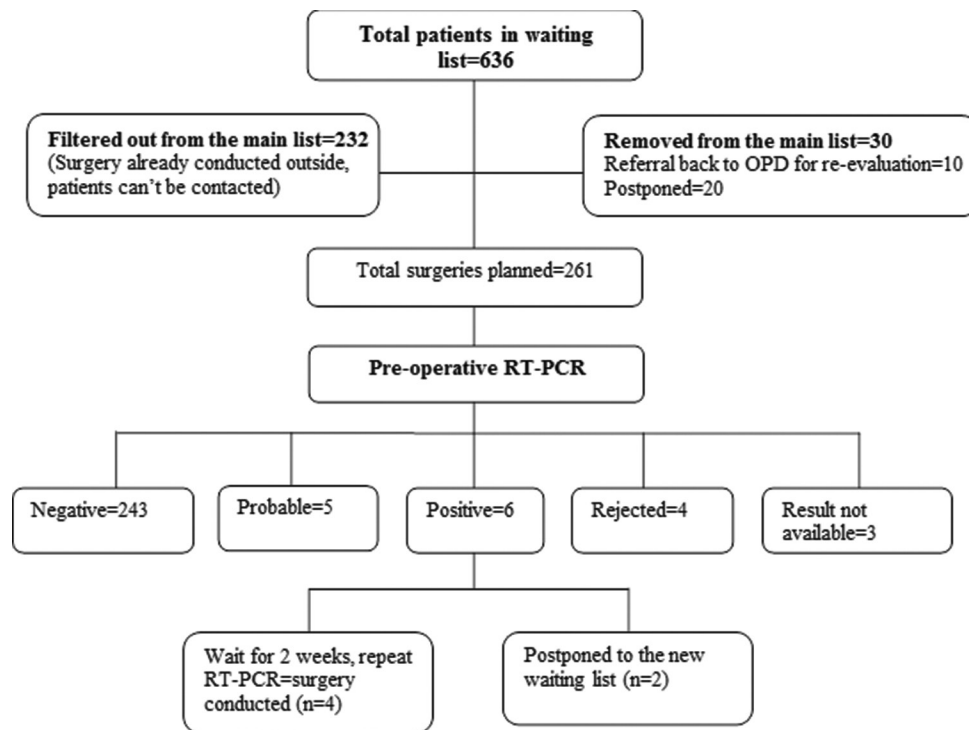 Total patients in waiting
list=636
Filtered out from the main list=232
(Surgery already conducted outside,
patients can’t be contacted)
Removed from the main list=30
Referral back to OPD for re-evaluation=10
Postponed=20
Total surgeries planned=261
Pre-operative RT-PCR
Negative=243
Probable=5
Positive=6
Rejected=4
Result not
available=3
Wait for 2 weeks, repeat
RT-PCR=surgery
conducted (n=4)
Postponed to the new
waiting list (n=2)